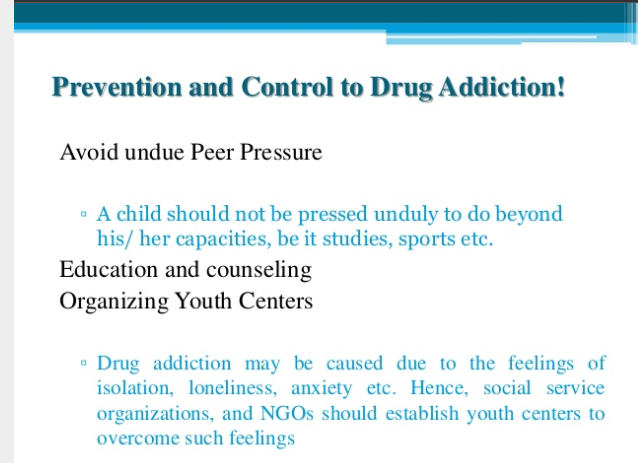 Prevention and Control to Drug Addiction!
Avoid undue Peer Pressure
▫ A child should not be pressed unduly to do beyond
his/ her capacities, be it studies, sports etc.
Education and counseling
Organizing Youth Centers
▫ Drug addiction may be caused due to the feelings of
isolation, loneliness, anxiety etc. Hence, social service
organizations, and NGOs should establish youth centers to
overcome such feelings